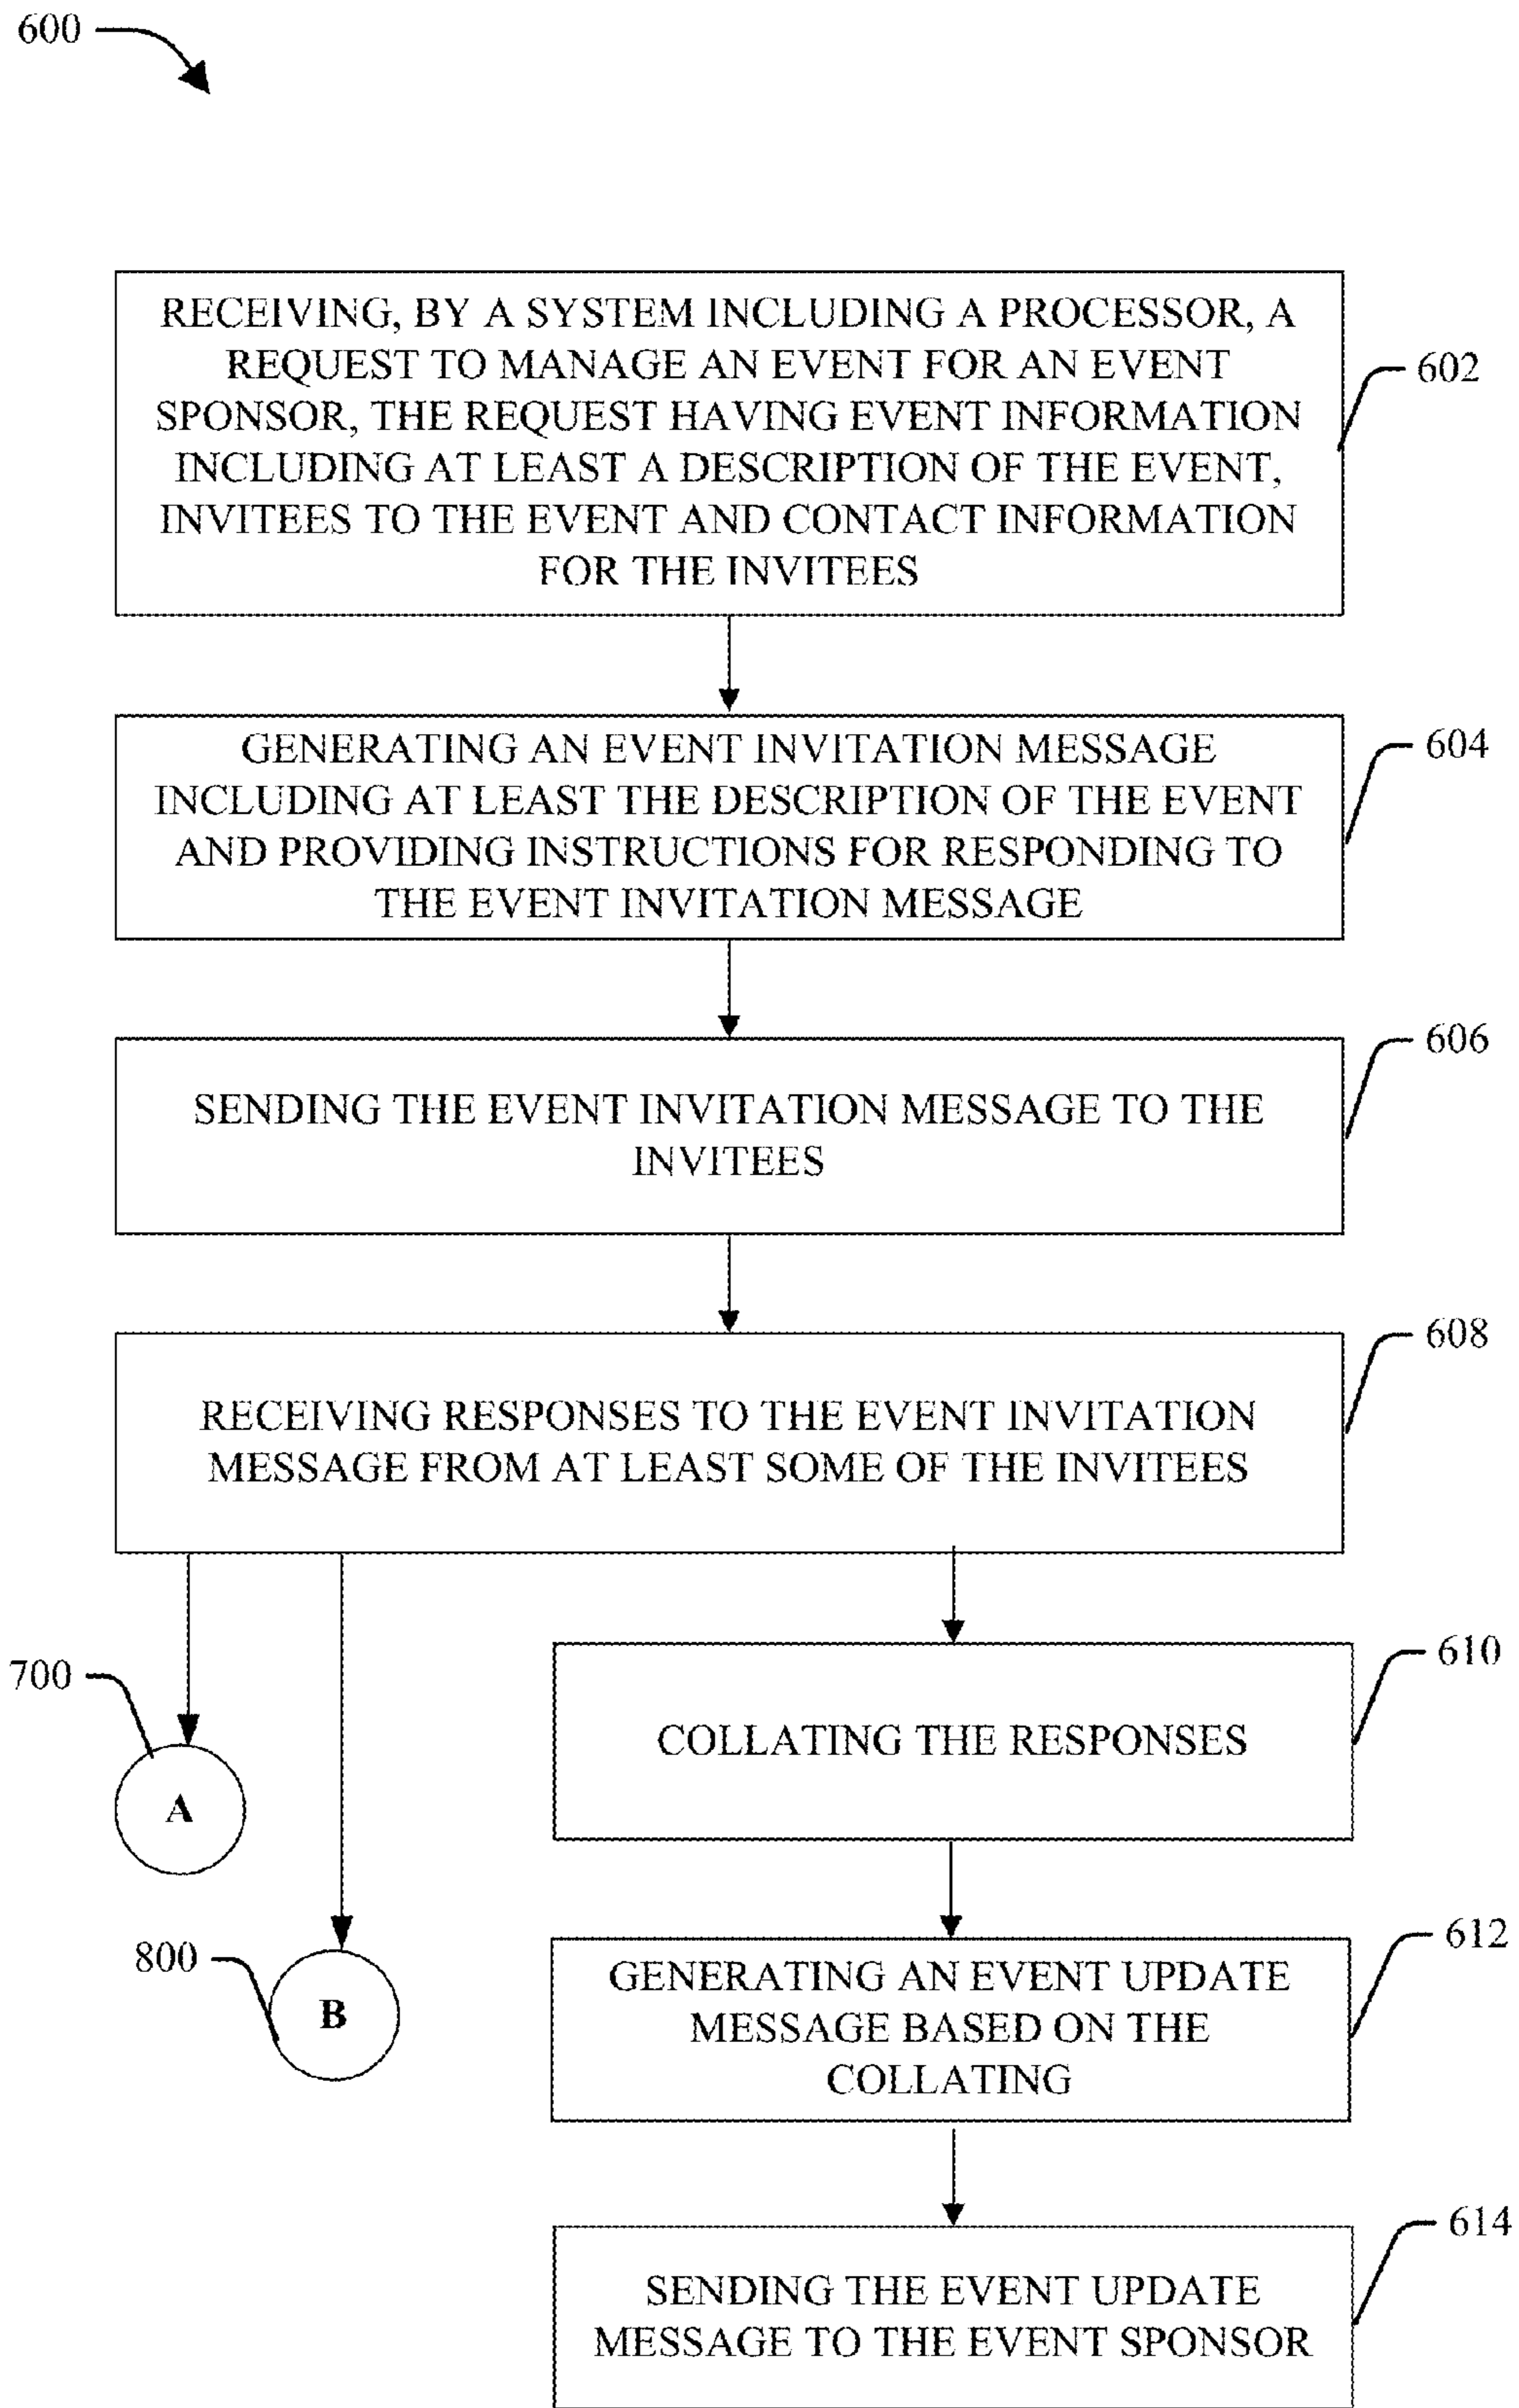 600
RECEIVING, BY A SYSTEM INCLUDING A PROCESSOR, A
REQUEST TO MANAGE AN EVENT FOR AN EVENT
SPONSOR, THE REQUEST HAVING EVENT INFORMATION
INCLUDING AT LEAST A DESCRIPTION OF THE EVENT,
INVITEES TO THE EVENT AND CONTACT INFORMATION
FOR THE INVITEES
602
GENERATING AN EVENT INVITATION MESSAGE
INCLUDING AT LEAST THE DESCRIPTION OF THE EVENT
AND PROVIDING INSTRUCTIONS FOR RESPONDING TO
THE EVENT INVITATION MESSAGE
604
SENDING THE EVENT INVITATION MESSAGE TO THE
INVITEES
606
RECEIVING RESPONSES TO THE EVENT INVITATION
MESSAGE FROM AT LEAST SOME OF THE INVITEES
608
700
A
800
B
COLLATING THE RESPONSES
610
GENERATING AN EVENT UPDATE
MESSAGE BASED ON THE
COLLATING
612
SENDING THE EVENT UPDATE
MESSAGE TO THE EVENT SPONSOR
614